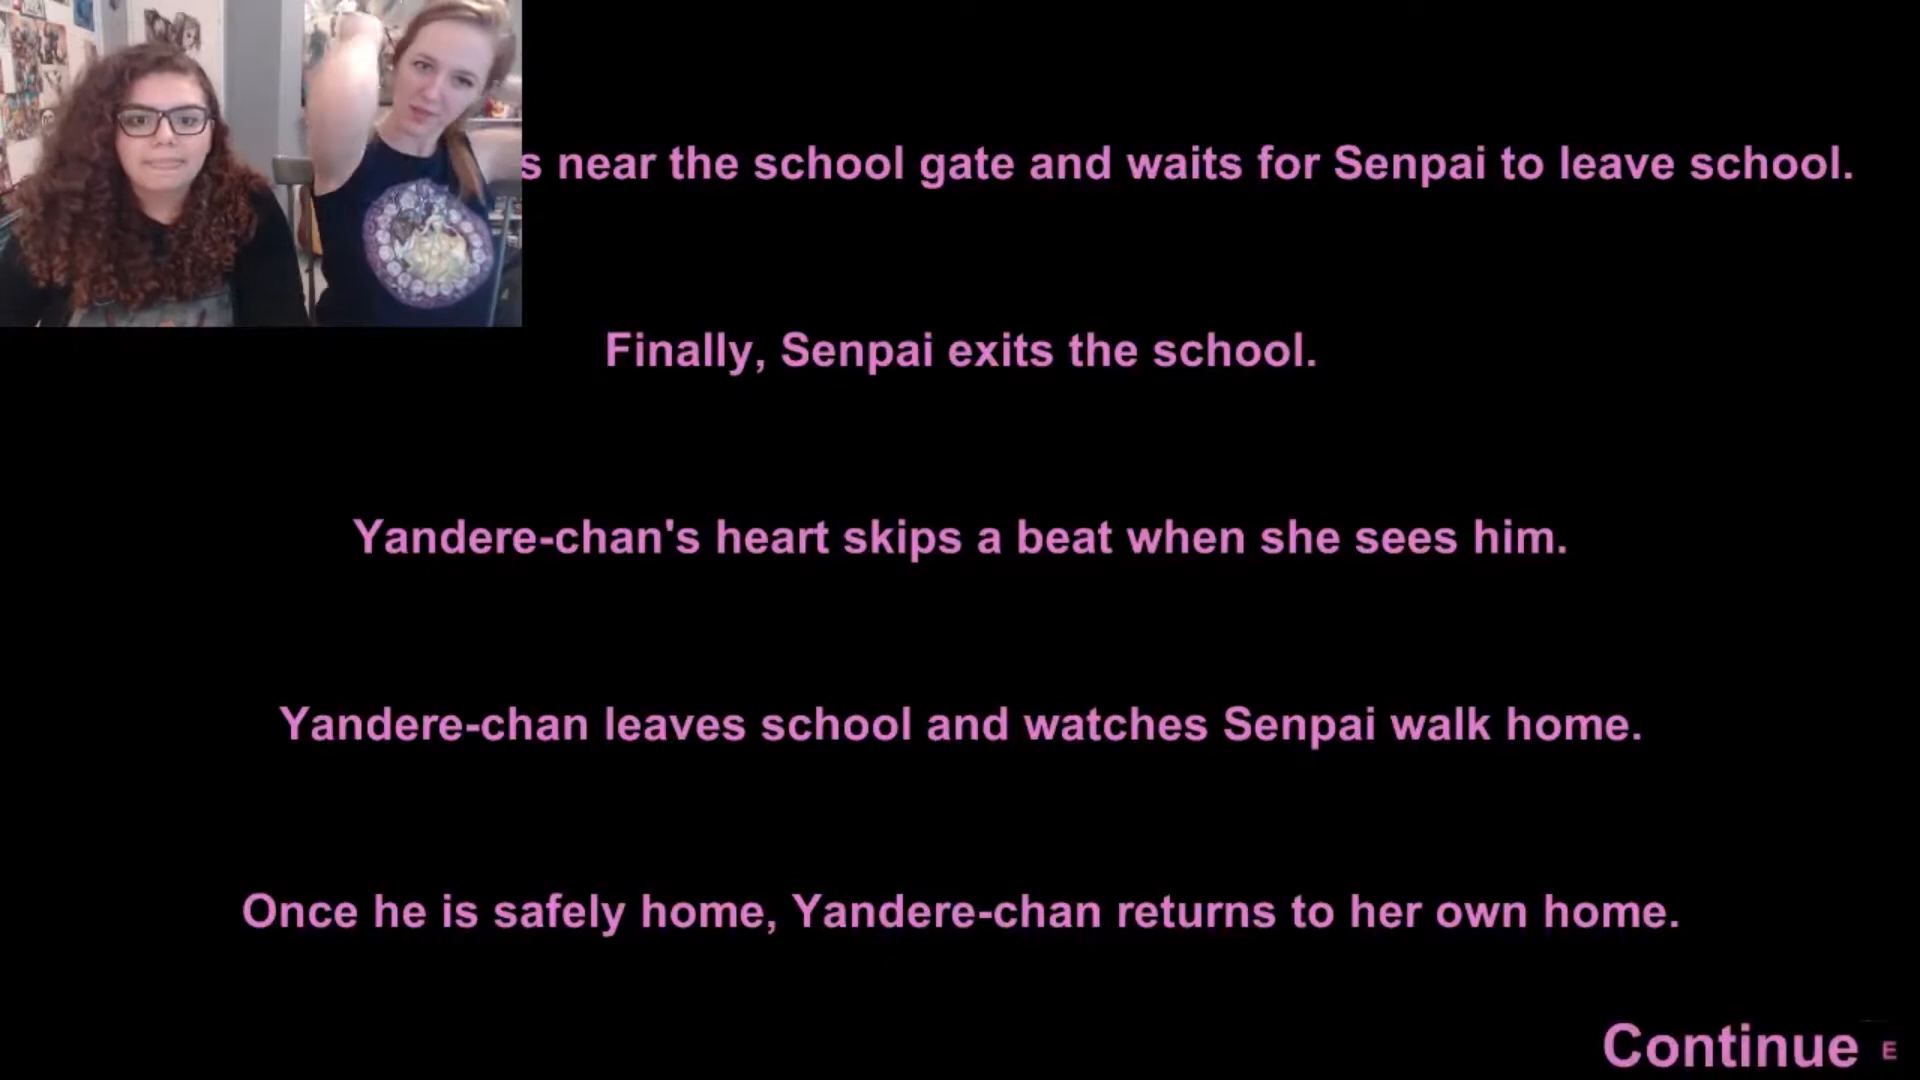 near the school gate and waits for Senpai to leave school.
Finally, Senpai exits the school.
Yandere-chan's heart skips a beat when she sees him.
Yandere-chan leaves school and watches Senpai walk home.
Once he is safely home, Yandere-chan returns to her own home.
Continue E